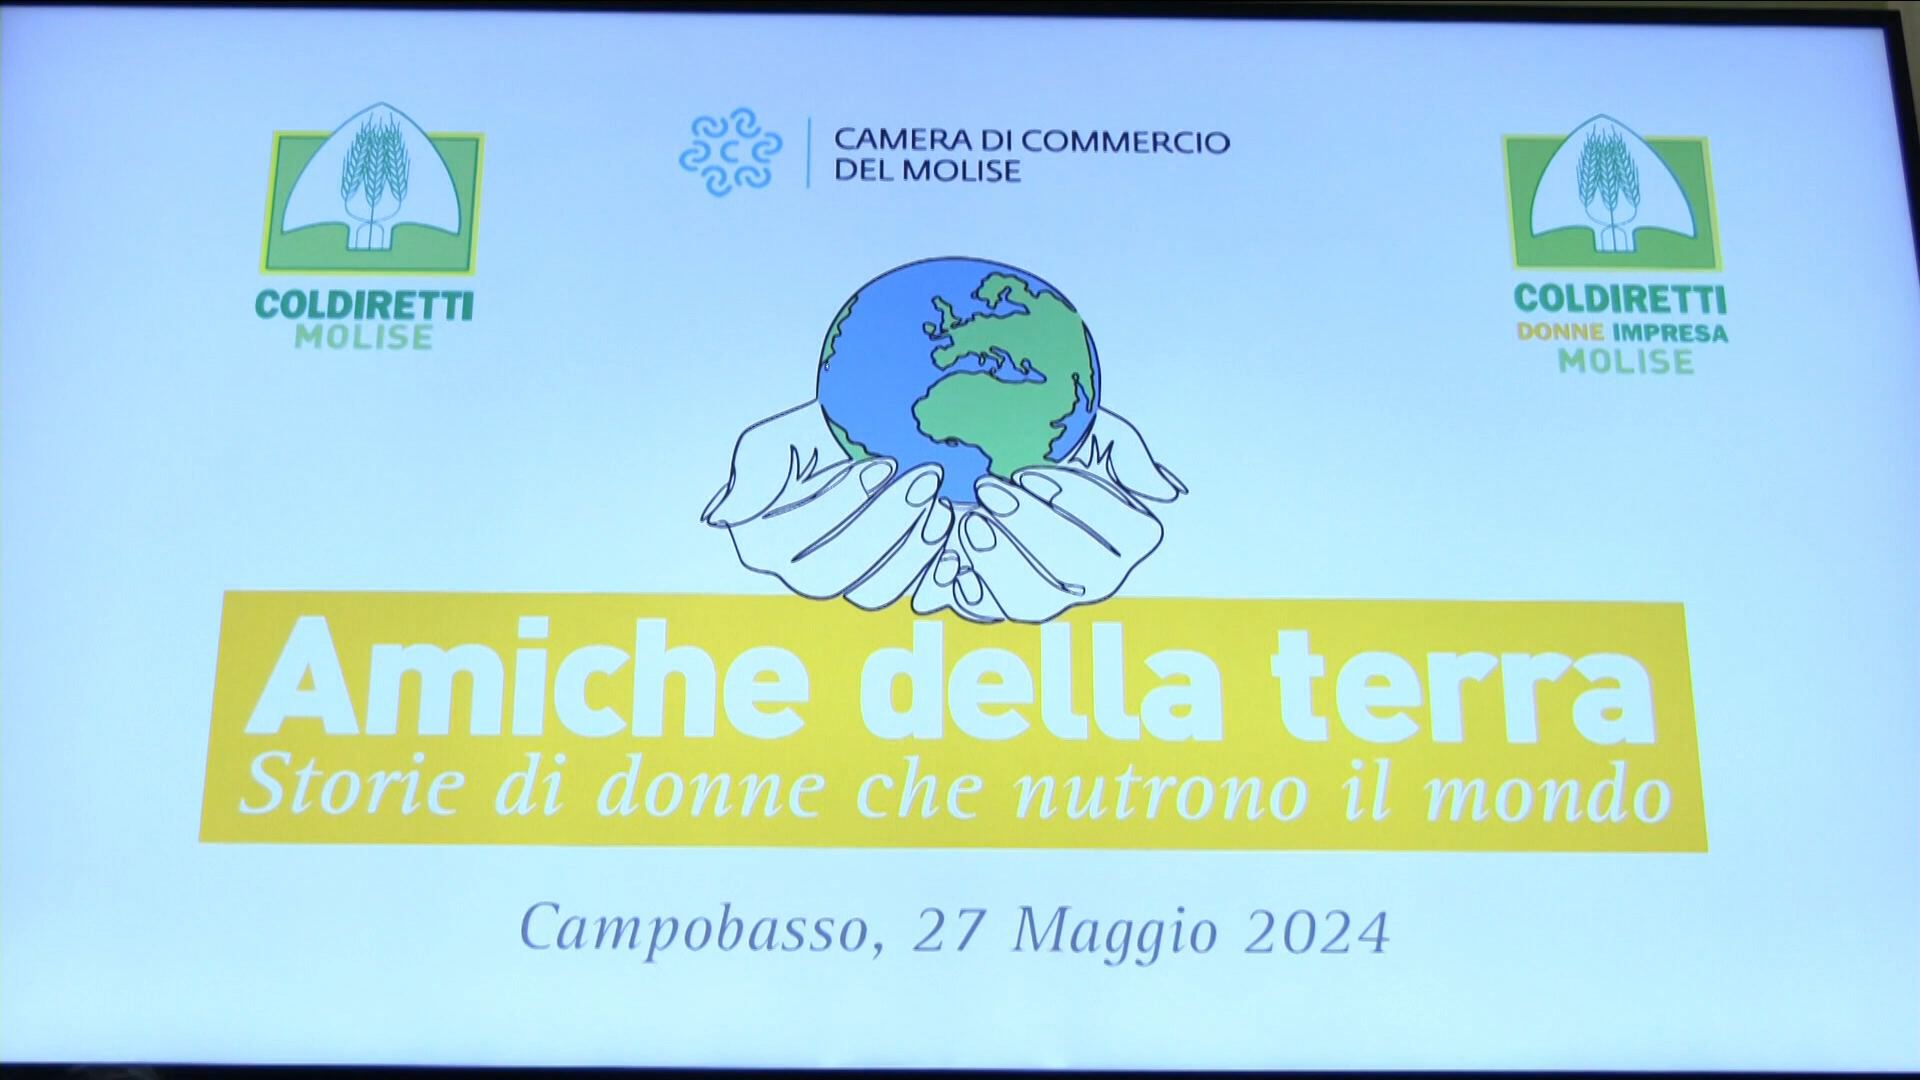 COLDIRETTI
MOLISE
CAMERA DI COMMERCIO
DEL MOLISE
COLDIRETTI
DONNE IMPRESA
MOLISE
Amiche della terra
Storie di donne che nutrono il mondo
Campobasso, 27 Maggio 2024